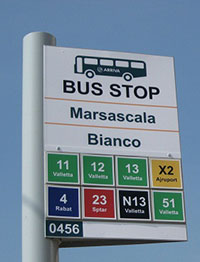 ARRIVA
BUS STOP
Marsascala
Bianco
11 12 13 X2
Valletta Valletta Valletta Ajruport
4 23 N13 51
Rabat Sptar Valletta Valletta
0456